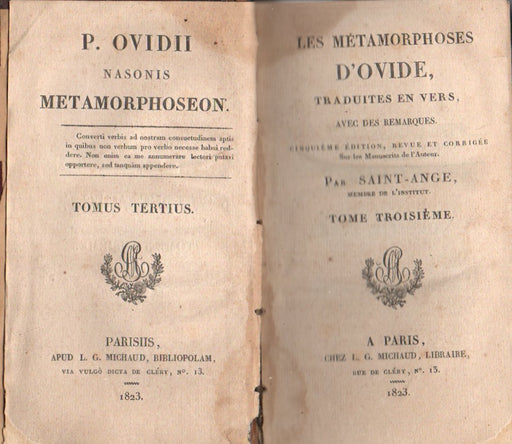 P. OVIDII
NASONIS
METAMORPHOSEON.
Converti verbis ad nostram consuetudinem aptis
in quibus non verbum pro verbo necesse habui red-
dere. Non enim ea me annumerare lectori putavi
oportere, sed tanquam appendere.
TOMUS TERTIUS.
PARISIIS,
APUD L. G. MICHAUD, BIBLIOPOLAM,
VIA VULGÒ DICTA DE CLÉRY, Nº. 13.
1823.
LES MÉTAMORPHOSES
D'OVIDE,
TRADUITES EN VERS,
AVEC DES REMARQUES.
CINQUIÈME ÉDITION, REVUE ET CORRIGÉE
Sur les Manuscrits de l'Auteur.
PAR SAINT-ANGE,
MEMBRE DE L'INSTITUT.
TOME TROISIÈME.
A PARIS,
CHEZ L. G. MICHAUD, LIBRAIRE,
RUE DE CLÉRY, Nº. 13.
1823.